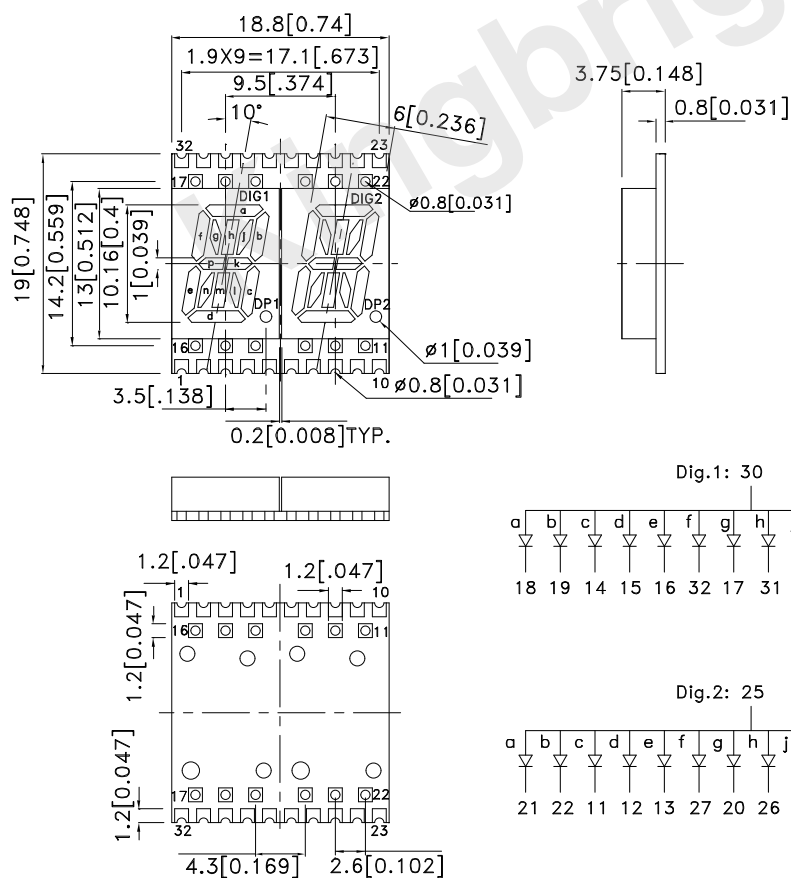 Kingbrig
18.8[0.74]
1.9X9=17.1[.673]
9.5[.374]
10°
6[0.236]
3.75[0.148]
0.8[0.031]
32
23
17
22
DIG1
DIG2
ø0.8[0.031]
a
f g h j b
j
p k
e n m l c
d
DP1
DP2
19[0.748]
14.2[0.559]
13[0.512]
10.16[0.4]
1[0.039]
16
11
1
10
ø1[0.039]
ø0.8[0.031]
3.5[.138]
0.2[0.008]TYP.
Dig.1: 30
a b c d e f g h
18 19 14 15 16 32 17 31
1.2[.047]
1.2[.047]
1
10
16
11
1.2[0.047]
1.2[0.047]
17
22
32
23
4.3[0.169]
2.6[0.102]
Dig.2: 25
a b c d e f g h j
21 22 11 12 13 27 20 26